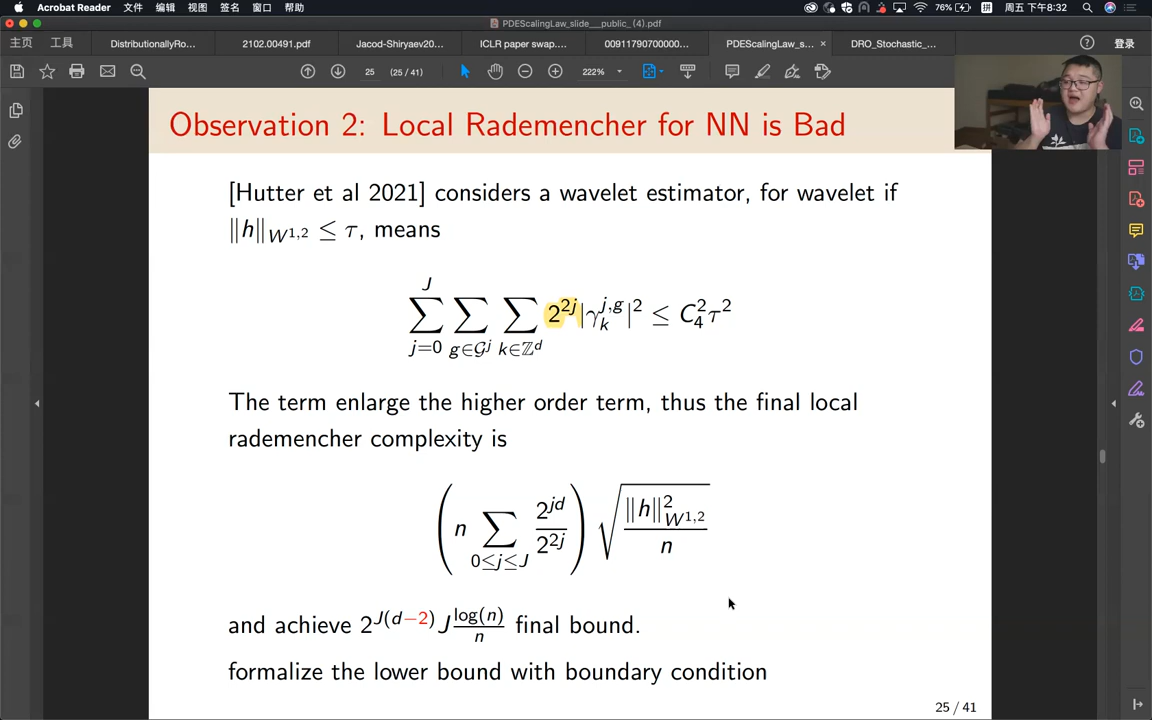 Acrobat Reader 文件 编辑 视图 签名 窗口 帮助 76% 拼 周五 下午8:32
PDEScalingLaw_slide__public_ (4).pdf
主页 工具 DistributionallyRo... 2102.00491.pdf Jacod-Shiryaev20... ICLR paper swap.... 00911790700000... PDEScalingLaw_s... × DRO_Stochastic_... 登录
25 (25 / 41) 222%
Observation 2: Local Rademencher for NN is Bad
[Hutter et al 2021] considers a wavelet estimator, for wavelet if
‖h‖_{W^{1,2}} ≤ τ, means
∑_{j=0}^{J} ∑_{g∈𝒢^j} ∑_{k∈ℤ^d} 2^{2j}|γ_k^{j,g}|^2 ≤ C_4^2 τ^2
The term enlarge the higher order term, thus the final local
rademencher complexity is
(n ∑_{0≤j≤J} 2^{jd}/2^{2j}) √(‖h‖²_{W^{1,2}}/n)
and achieve 2^{J(d−2)} J log(n)/n final bound.
formalize the lower bound with boundary condition
25 / 41